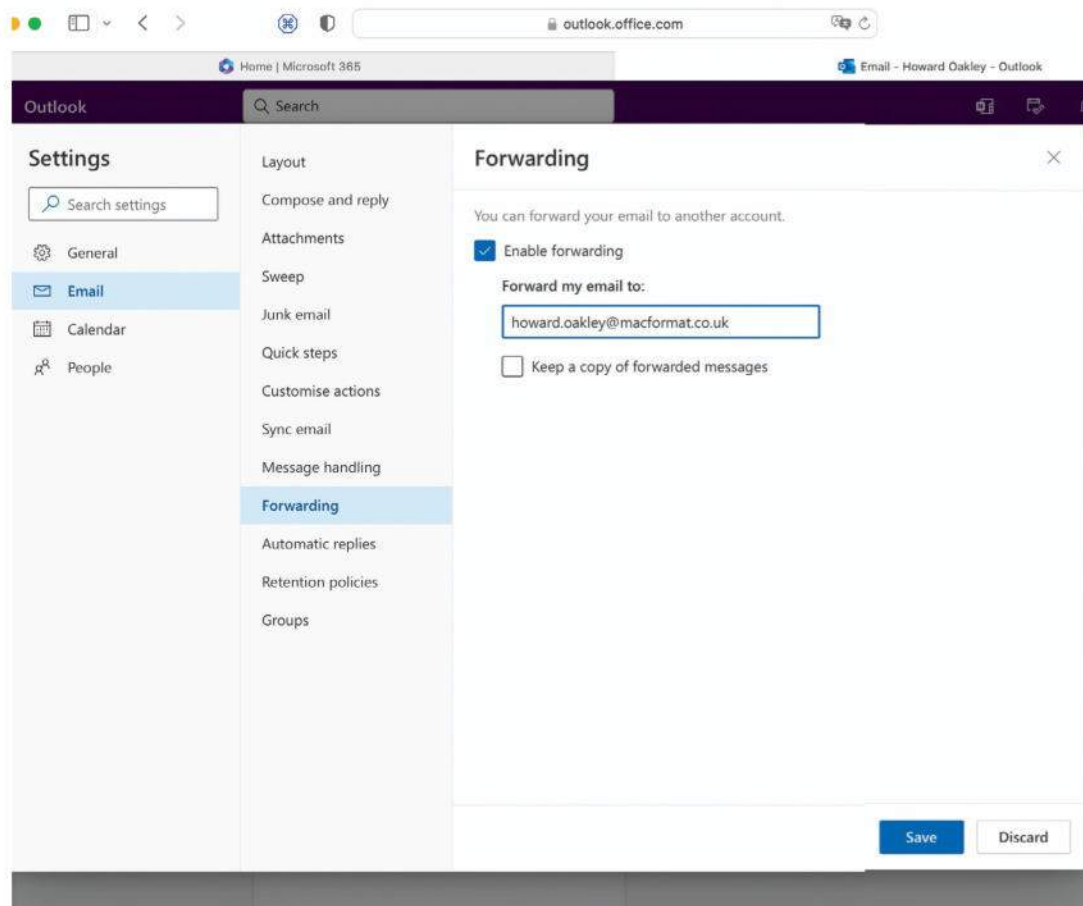 outlook.office.com
Home | Microsoft 365
Email - Howard Oakley - Outlook
Outlook
Search
Settings
Search settings
General
Email
Calendar
People
Layout
Compose and reply
Attachments
Sweep
Junk email
Quick steps
Customise actions
Sync email
Message handling
Forwarding
Automatic replies
Retention policies
Groups
Forwarding
You can forward your email to another account.
Enable forwarding
Forward my email to:
howard.oakley@macformat.co.uk
Keep a copy of forwarded messages
Save
Discard